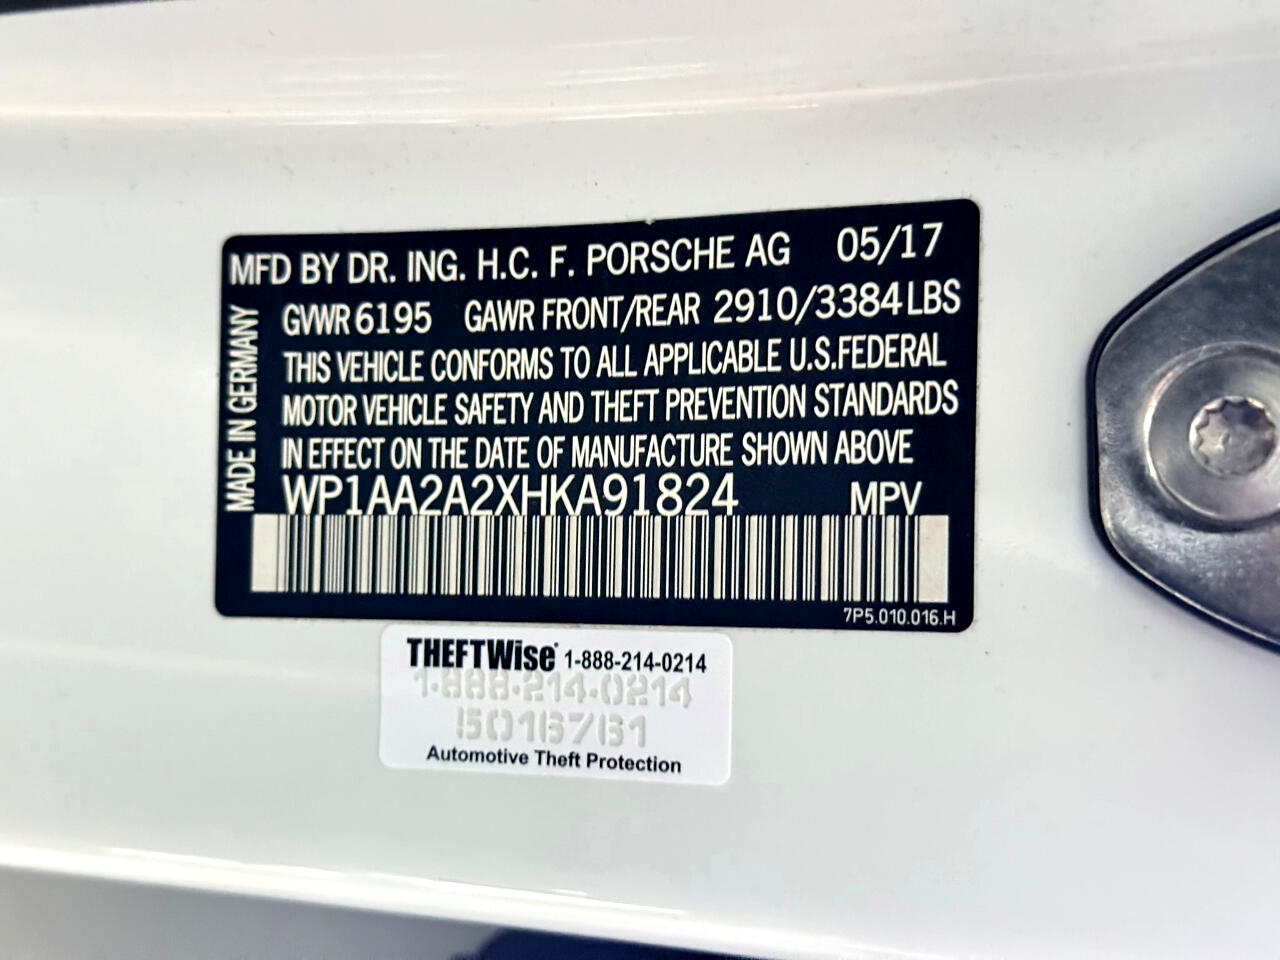 MFD BY DR. ING. H.C. F. PORSCHE AG 05/17
GVWR 6195 GAWR FRONT/REAR 2910/3384 LBS
THIS VEHICLE CONFORMS TO ALL APPLICABLE U.S.FEDERAL
MOTOR VEHICLE SAFETY AND THEFT PREVENTION STANDARDS
IN EFFECT ON THE DATE OF MANUFACTURE SHOWN ABOVE
WP1AA2A2XHKA91824 MPV
7P5.010.016.H
MADE IN GERMANY
THEFTWise 1-888-214-0214
1-888-214-0214
Automotive Theft Protection